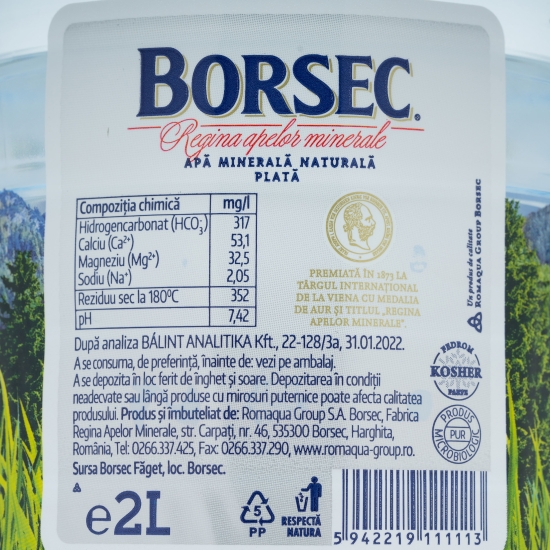 BORSEC.
Regina apelor minerale
APĂ MINERALĂ NATURALĂ
PLATĂ
Compoziția chimică mg/l
Hidrogencarbonat (HCO3) 317
Calciu (Ca2+) 53,1
Magneziu (Mg2+) 32,5
Sodiu (Na+) 2,05
Reziduu sec la 180ºC 352
pH 7,42
PREMIATĂ ÎN 1873 LA
TÂRGUL INTERNAȚIONAL
DE LA VIENA CU MEDALIA
DE AUR ȘI TITLUL „REGINA
APELOR MINERALE”.
Un produs de calitate
ROMAQUA GROUP BORSEC
După analiza BÁLINT ANALITIKA Kft., 22-128/3a, 31.01.2022.
A se consuma, de preferință, înainte de: vezi pe ambalaj.
A se depozita în loc ferit de îngheț și soare. Depozitarea în condiții
neadecvate sau lângă produse cu mirosuri puternice poate afecta calitatea
produsului. Produs și îmbuteliat de: Romaqua Group S.A. Borsec, Fabrica
Regina Apelor Minerale, str. Carpați, nr. 46, 535300 Borsec, Harghita,
România, Tel: 0266.337.425, Fax: 0266.337.290, www.romaqua-group.ro.
Sursa Borsec Făget, loc. Borsec.
FEDROM
KOSHER
PARVE
PRODUS
PUR
MICROBIOLOGIC
e2L
5
PP
RESPECTĂ
NATURA
5 942219 111113